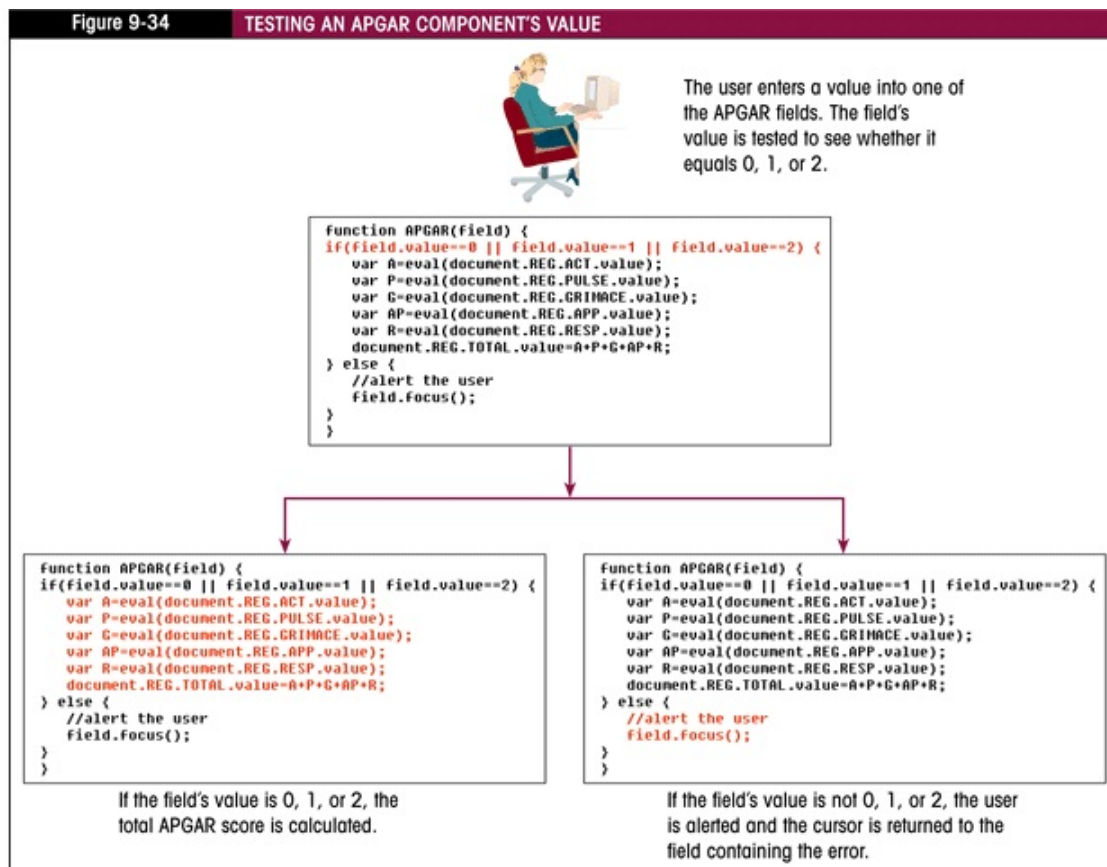 Figure 9-34
TESTING AN APGAR COMPONENT'S VALUE
The user enters a value into one of
the APGAR fields. The field's
value is tested to see whether it
equals 0, 1, or 2.
function APGAR(field) {
if(field.value==0 || field.value==1 || field.value==2) {
var A=eval(document.REG.ACT.value);
var P=eval(document.REG.PULSE.value);
var G=eval(document.REG.GRIMACE.value);
var AP=eval(document.REG.APP.value);
var R=eval(document.REG.RESP.value);
document.REG.TOTAL.value=A+P+G+AP+R;
} else {
//alert the user
field.focus();
}
}
function APGAR(field) {
if(field.value==0 || field.value==1 || field.value==2) {
var A=eval(document.REG.ACT.value);
var P=eval(document.REG.PULSE.value);
var G=eval(document.REG.GRIMACE.value);
var AP=eval(document.REG.APP.value);
var R=eval(document.REG.RESP.value);
document.REG.TOTAL.value=A+P+G+AP+R;
} else {
//alert the user
field.focus();
}
}
If the field's value is 0, 1, or 2, the
total APGAR score is calculated.
function APGAR(field) {
if(field.value==0 || field.value==1 || field.value==2) {
var A=eval(document.REG.ACT.value);
var P=eval(document.REG.PULSE.value);
var G=eval(document.REG.GRIMACE.value);
var AP=eval(document.REG.APP.value);
var R=eval(document.REG.RESP.value);
document.REG.TOTAL.value=A+P+G+AP+R;
} else {
//alert the user
field.focus();
}
}
If the field's value is not 0, 1, or 2, the user
is alerted and the cursor is returned to the
field containing the error.